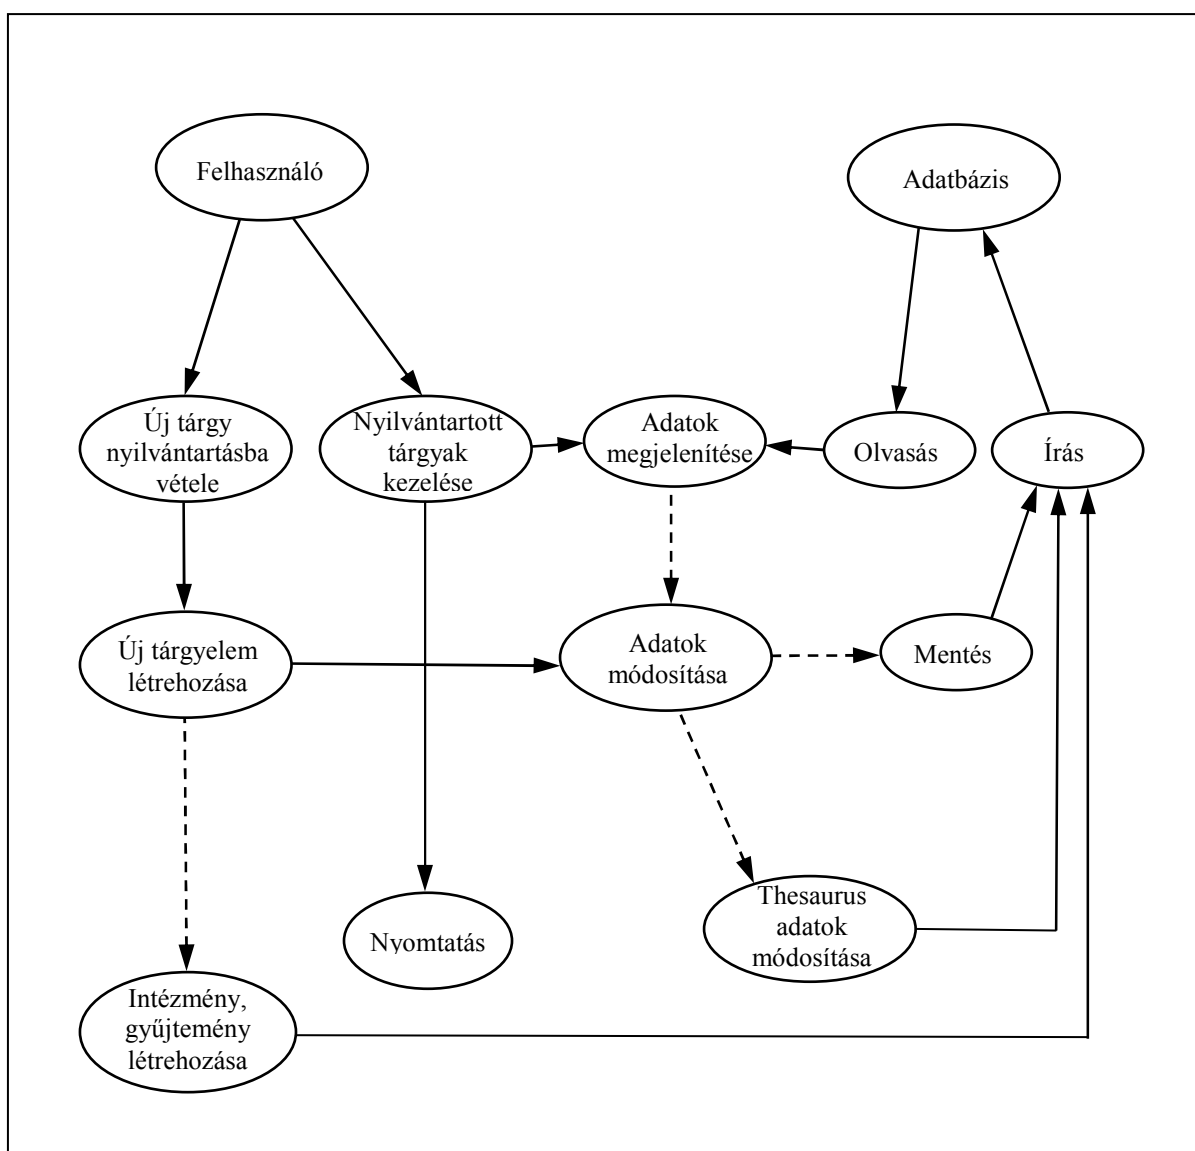 Felhasználó
Adatbázis
Új tárgy
nyilvántartásba
vétele
Nyilvántartott
tárgyak
kezelése
Adatok
megjelenítése
Olvasás
Írás
Új tárgyelem
létrehozása
Adatok
módosítása
Mentés
Nyomtatás
Thesaurus
adatok
módosítása
Intézmény,
gyűjtemény
létrehozása